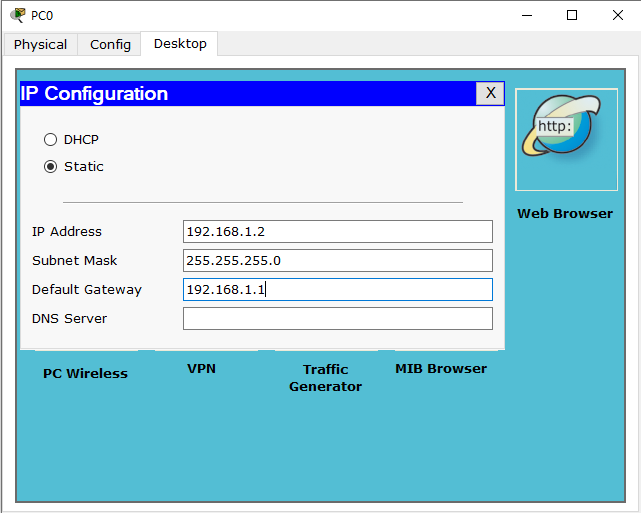 PC0
Physical Config Desktop
IP Configuration X
http:
DHCP
Static
Web Browser
IP Address 192.168.1.2
Subnet Mask 255.255.255.0
Default Gateway 192.168.1.1
DNS Server
PC Wireless VPN Traffic Generator MIB Browser